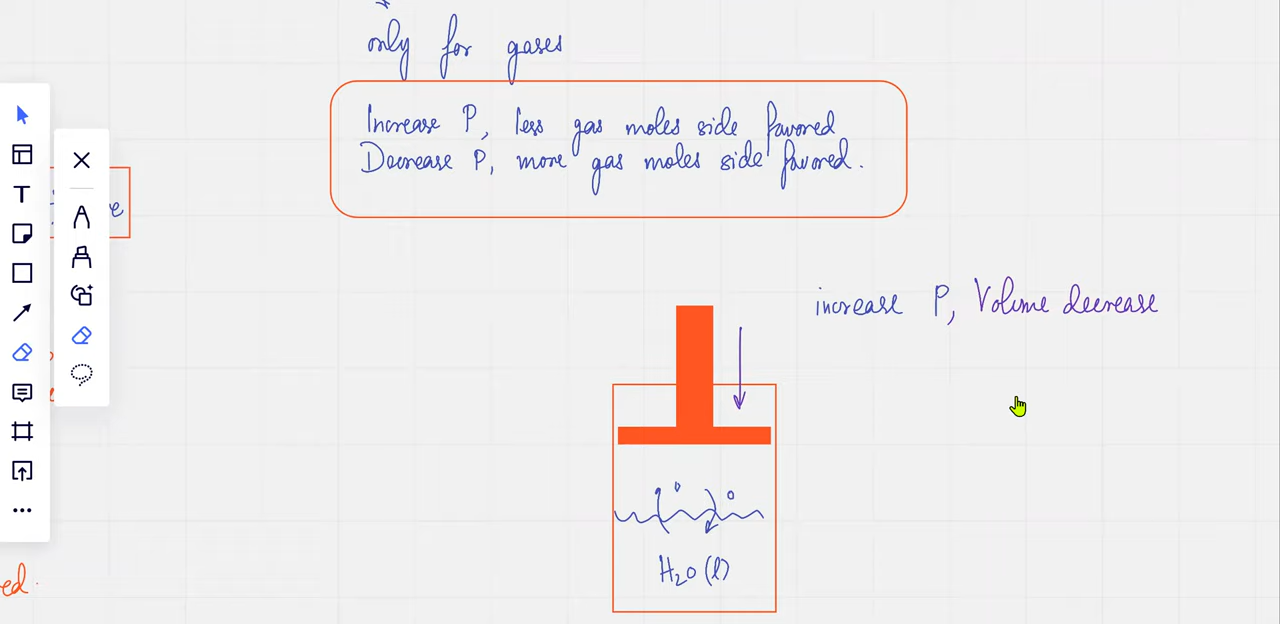 only for gases
Increase P, less gas moles side favored
Decrease P, more gas moles side favored.
increase P, Volume decrease
H₂O (l)
T